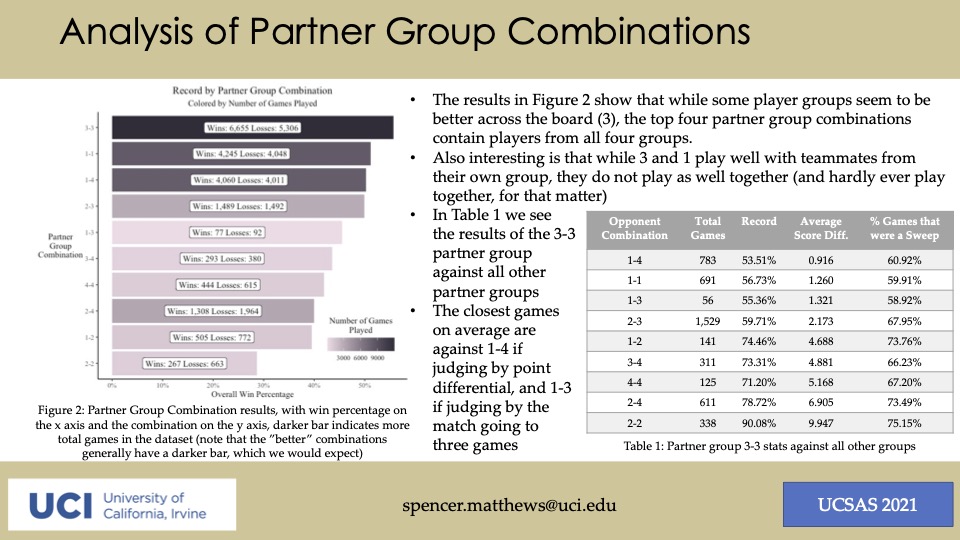 Analysis of Partner Group Combinations
Record by Partner Group Combination
Colored by Number of Games Played
Partner
Group
Combination
3-3
Wins: 6,655 Losses: 5,306
1-1
Wins: 4,245 Losses: 4,048
1-4
Wins: 4,060 Losses: 4,011
2-3
Wins: 1,489 Losses: 1,492
1-3
Wins: 77 Losses: 92
3-4
Wins: 293 Losses: 380
4-4
Wins: 444 Losses: 615
2-4
Wins: 1,308 Losses: 1,964
1-2
Wins: 505 Losses: 772
2-2
Wins: 267 Losses: 663
Number of Games
Played
3000 6000 9000
0% 10% 20% 30% 40% 50%
Overall Win Percentage
Figure 2: Partner Group Combination results, with win percentage on
the x axis and the combination on the y axis, darker bar indicates more
total games in the dataset (note that the "better" combinations
generally have a darker bar, which we would expect)
• The results in Figure 2 show that while some player groups seem to be
better across the board (3), the top four partner group combinations
contain players from all four groups.
• Also interesting is that while 3 and 1 play well with teammates from
their own group, they do not play as well together (and hardly ever play
together, for that matter)
• In Table 1 we see
the results of the 3-3
partner group
against all other
partner groups
• The closest games
on average are
against 1-4 if
judging by point
differential, and 1-3
if judging by the
match going to
three games
Opponent Combination Total Games Record Average Score Diff. % Games that were a Sweep
1-4 783 53.51% 0.916 60.92%
1-1 691 56.73% 1.260 59.91%
1-3 56 55.36% 1.321 58.92%
2-3 1,529 59.71% 2.173 67.95%
1-2 141 74.46% 4.688 73.76%
3-4 311 73.31% 4.881 66.23%
4-4 125 71.20% 5.168 67.20%
2-4 611 78.72% 6.905 73.49%
2-2 338 90.08% 9.947 75.15%
Table 1: Partner group 3-3 stats against all other groups
UCI University of
California, Irvine
spencer.matthews@uci.edu
UCSAS 2021